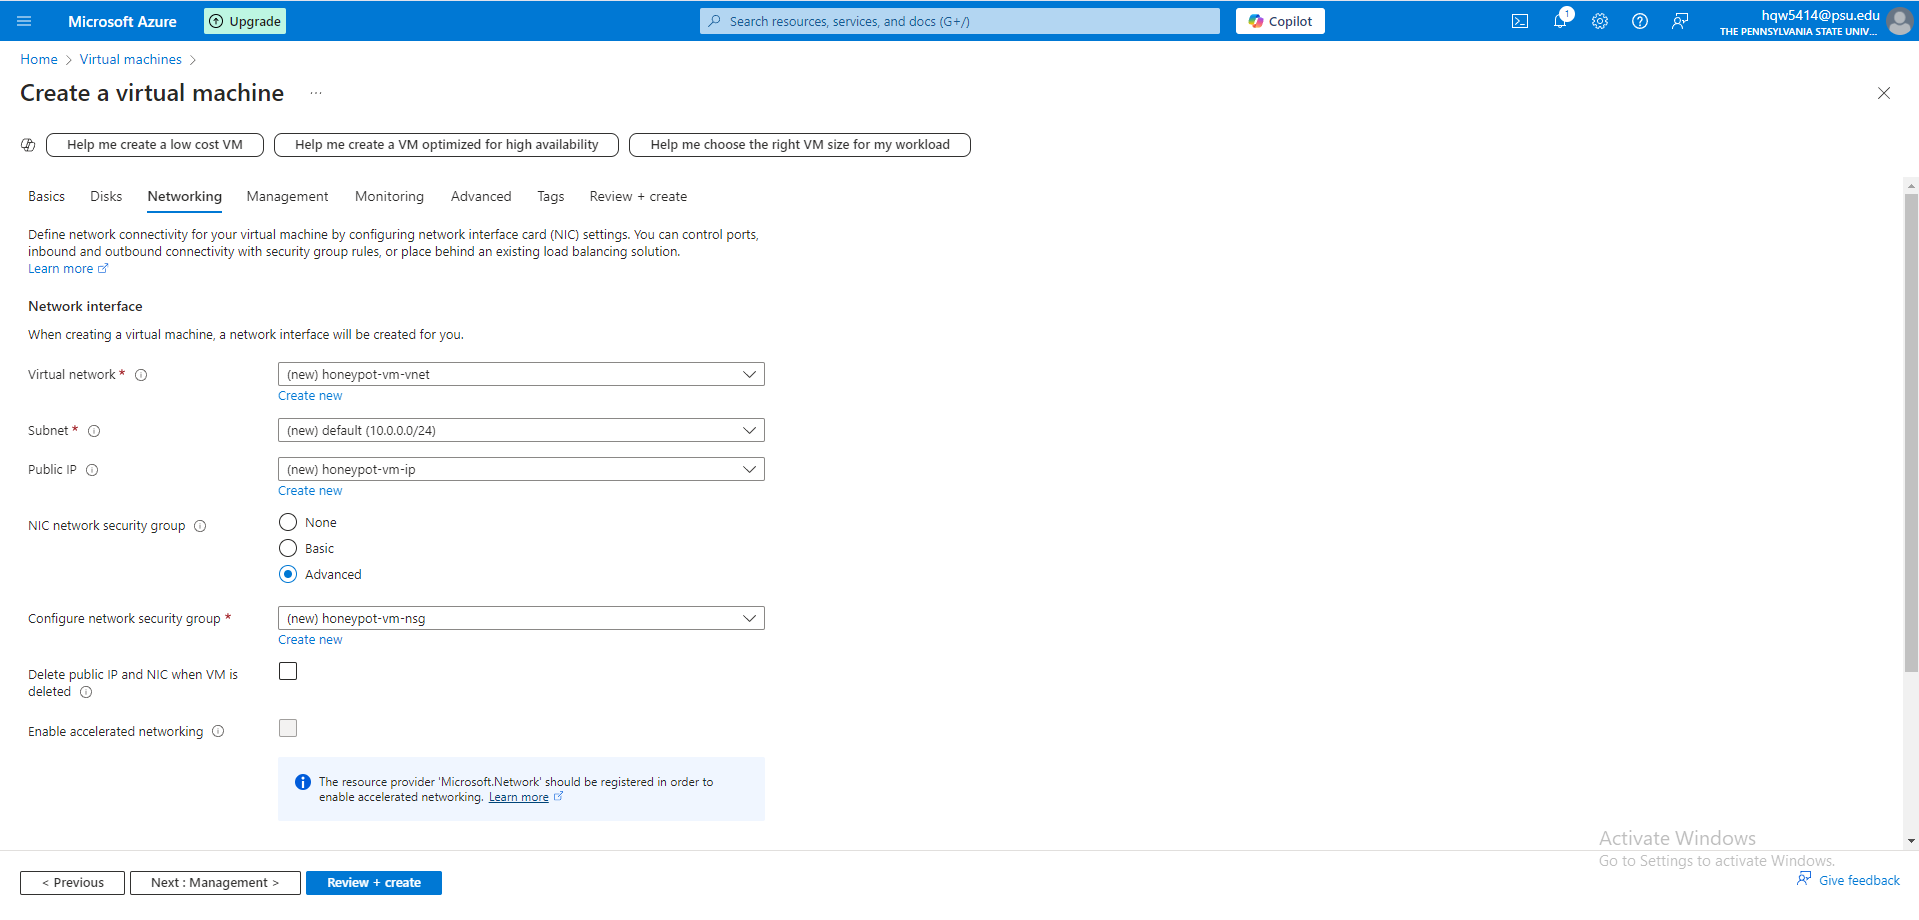 Microsoft Azure
Upgrade
Search resources, services, and docs (G+/)
Copilot
1
hqw5414@psu.edu
THE PENNSYLVANIA STATE UNIV...
Home > Virtual machines >
Create a virtual machine ...
Help me create a low cost VM
Help me create a VM optimized for high availability
Help me choose the right VM size for my workload
Basics Disks Networking Management Monitoring Advanced Tags Review + create
Define network connectivity for your virtual machine by configuring network interface card (NIC) settings. You can control ports,
inbound and outbound connectivity with security group rules, or place behind an existing load balancing solution.
Learn more
Network interface
When creating a virtual machine, a network interface will be created for you.
Virtual network *
(new) honeypot-vm-vnet
Create new
Subnet *
(new) default (10.0.0.0/24)
Public IP
(new) honeypot-vm-ip
Create new
NIC network security group
None
Basic
Advanced
Configure network security group *
(new) honeypot-vm-nsg
Create new
Delete public IP and NIC when VM is
deleted
Enable accelerated networking
The resource provider 'Microsoft.Network' should be registered in order to
enable accelerated networking. Learn more
Activate Windows
Go to Settings to activate Windows.
< Previous
Next : Management >
Review + create
Give feedback